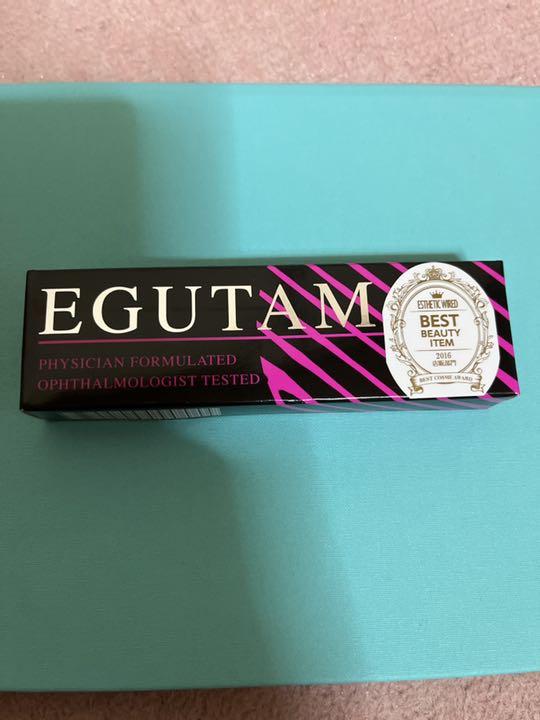 EGUTAM
PHYSICIAN FORMULATED
OPHTHALMOLOGIST TESTED
ESTHETIC WIRED
BEST
BEAUTY
ITEM
2016
BEST COSME AWARD